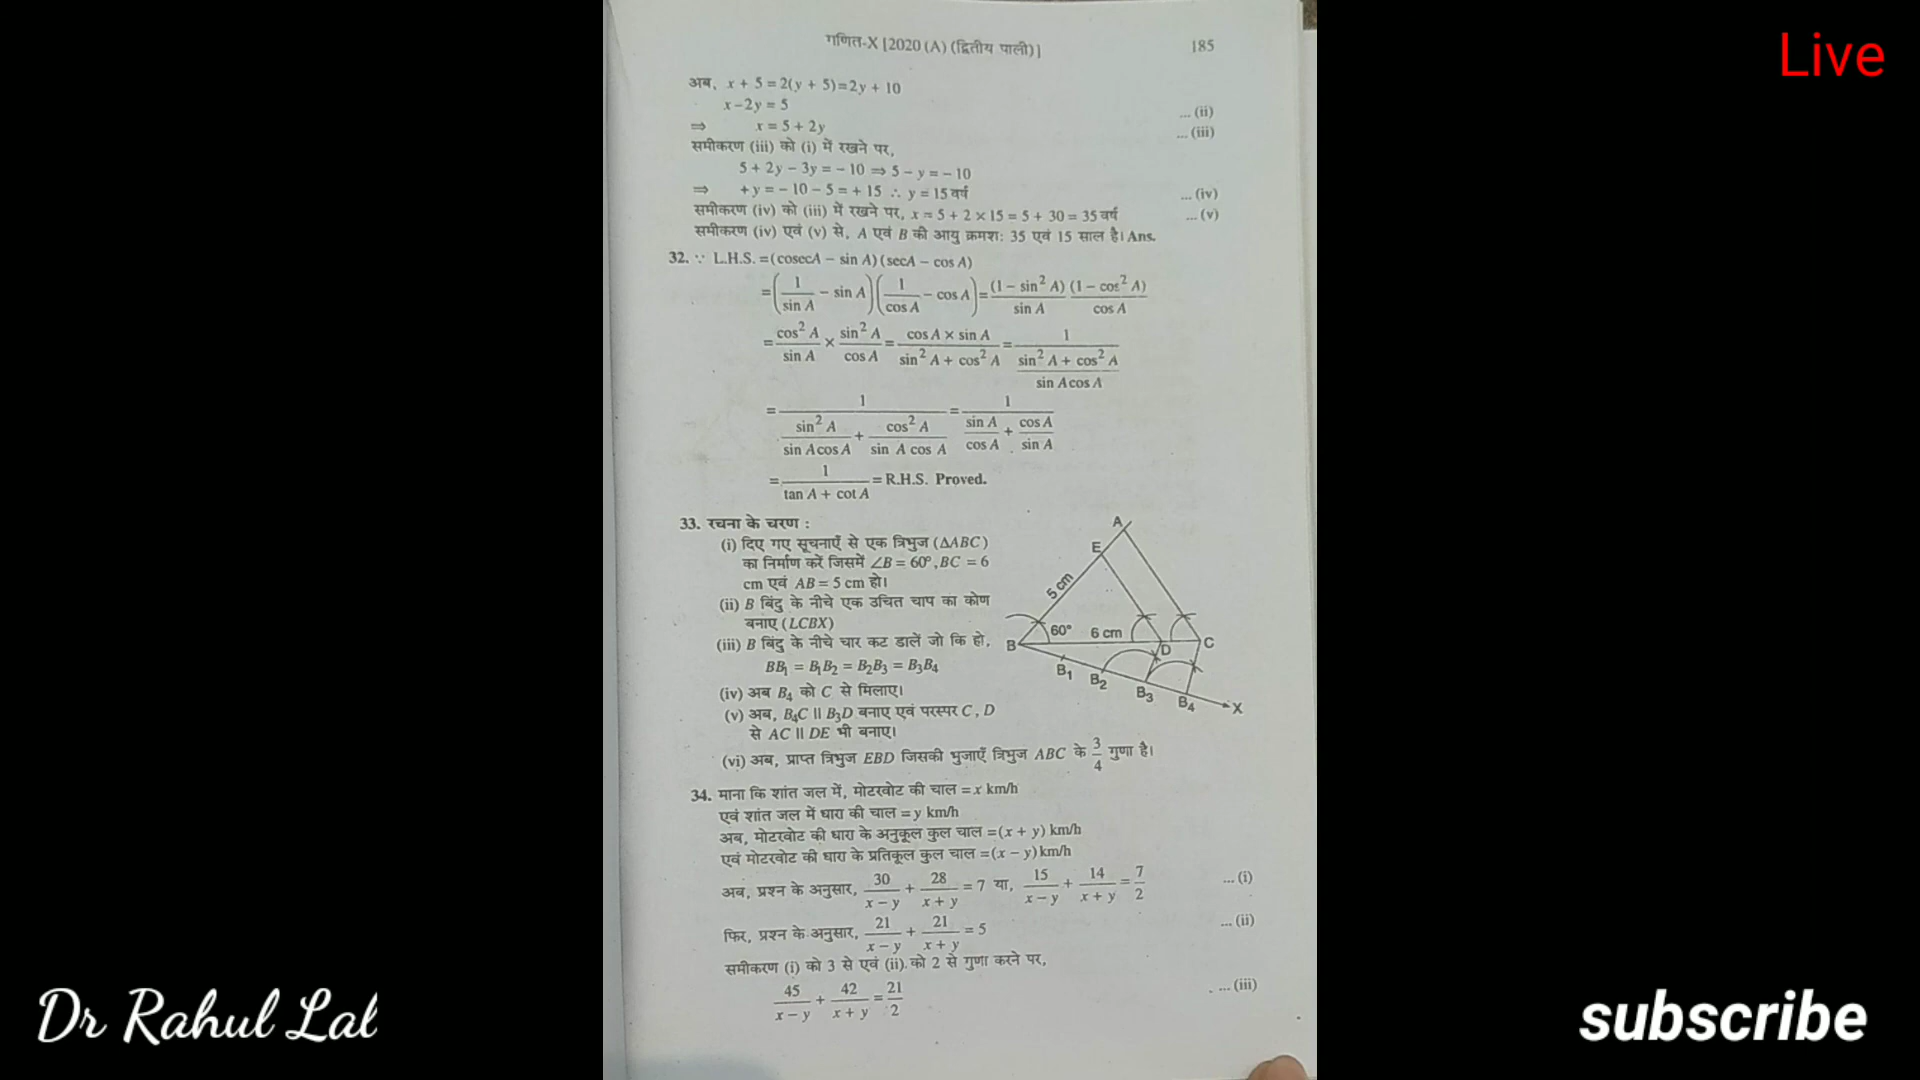 गणित-X [2020 (A) (द्वितीय पाली)]
185
Live
अब, x + 5 = 2(y + 5)=2y + 10
x – 2y = 5 ... (ii)
⇒ x = 5 + 2y ... (iii)
समीकरण (iii) को (i) में रखने पर,
5 + 2y – 3y = – 10 ⇒ 5 – y = – 10
⇒ +y = – 10 – 5 = + 15 ∴ y = 15 वर्ष ... (iv)
समीकरण (iv) को (iii) में रखने पर, x = 5 + 2 × 15 = 5 + 30 = 35 वर्ष ... (v)
समीकरण (iv) एवं (v) से, A एवं B की आयु क्रमशः 35 एवं 15 साल है। Ans.
32. ∵ L.H.S. = (cosecA – sin A) (secA – cos A)
= (1/sin A – sin A) (1/cos A – cos A) = (1 – sin² A)/sin A (1 – cos² A)/cos A
= cos² A/sin A × sin² A/cos A = cos A × sin A/sin² A + cos² A = 1/(sin² A + cos² A/sin A cos A)
= 1/(sin² A/sin A cos A + cos² A/sin A cos A) = 1/(sin A/cos A + cos A/sin A)
= 1/tan A + cot A = R.H.S. Proved.
33. रचना के चरण :
(i) दिए गए सूचनाएँ से एक त्रिभुज (ΔABC)
का निर्माण करें जिसमें ∠B = 60°, BC = 6
cm एवं AB = 5 cm हो।
(ii) B बिंदु के नीचे एक उचित चाप का कोण
बनाए (LCBX)
(iii) B बिंदु के नीचे चार कट डालें जो कि हो,
BB₁ = B₁B₂ = B₂B₃ = B₃B₄
(iv) अब B₄ को C से मिलाए।
(v) अब, B₄C || B₃D बनाए एवं परस्पर C, D
से AC || DE भी बनाए।
(vi) अब, प्राप्त त्रिभुज EBD जिसकी भुजाएँ त्रिभुज ABC के 3/4 गुणा है।
A
E
5 cm
60° 6 cm
B D C
B₁ B₂ B₃ B₄ X
34. माना कि शांत जल में, मोटरवोट की चाल = x km/h
एवं शांत जल में धारा की चाल = y km/h
अब, मोटरवोट की धारा के अनुकूल कुल चाल = (x + y) km/h
एवं मोटरवोट की धारा के प्रतिकूल कुल चाल = (x – y) km/h
अब, प्रश्न के अनुसार, 30/x – y + 28/x + y = 7 या, 15/x – y + 14/x + y = 7/2 ... (i)
फिर, प्रश्न के अनुसार, 21/x – y + 21/x + y = 5 ... (ii)
समीकरण (i) को 3 से एवं (ii) को 2 से गुणा करने पर,
45/x – y + 42/x + y = 21/2 ... (iii)
Dr Rahul Lal
subscribe